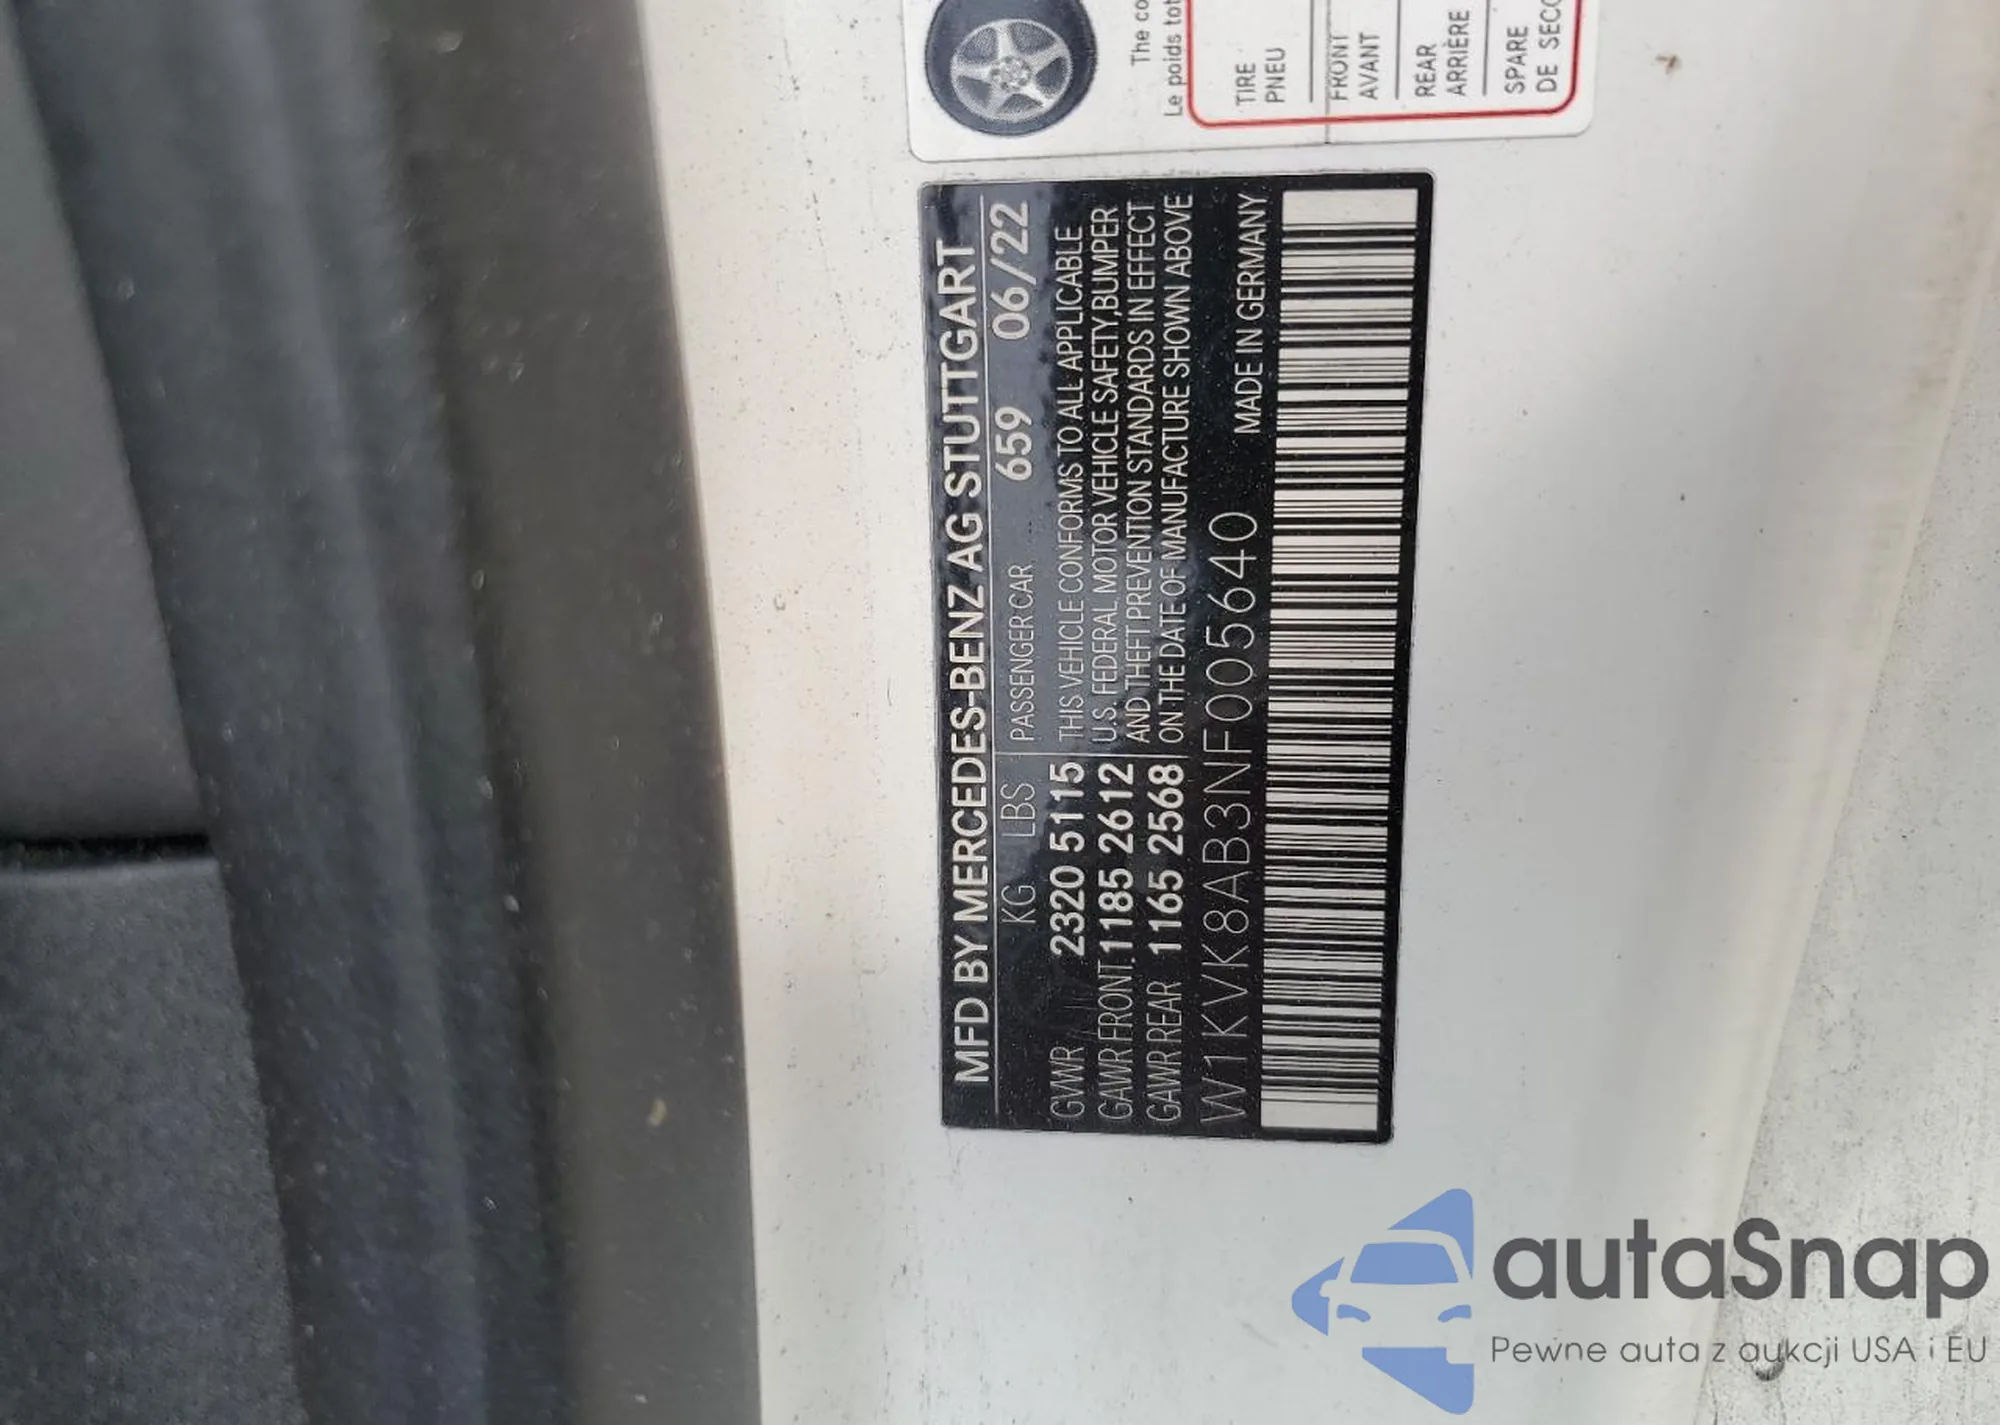 MFD BY MERCEDES-BENZ AG STUTTGART
KG LBS PASSENGER CAR 659 06/22
GVWR 2320 5115 THIS VEHICLE CONFORMS TO ALL APPLICABLE
GAWR FRONT. 1185 2612 U.S. FEDERAL MOTOR VEHICLE SAFETY,BUMPER
AND THEFT PREVENTION STANDARDS IN EFFECT
GAWR REAR 1165 2568 ON THE DATE OF MANUFACTURE SHOWN ABOVE
W1KVK8AB3NF005640 MADE IN GERMANY
The co
Le poids tot
TIRE
PNEU
FRONT
AVANT
REAR
ARRIÈRE
SPARE
DE SECO
autaSnap
Pewne auta z aukcji USA i EU